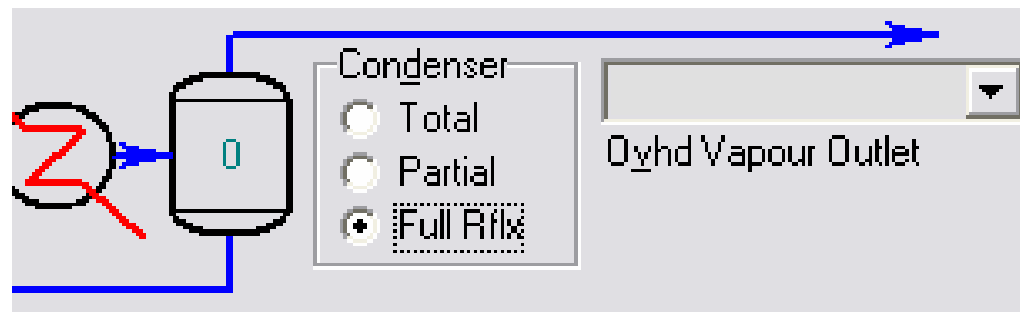 Condenser
Total
Partial
Full Rflx
0
Ovhd Vapour Outlet